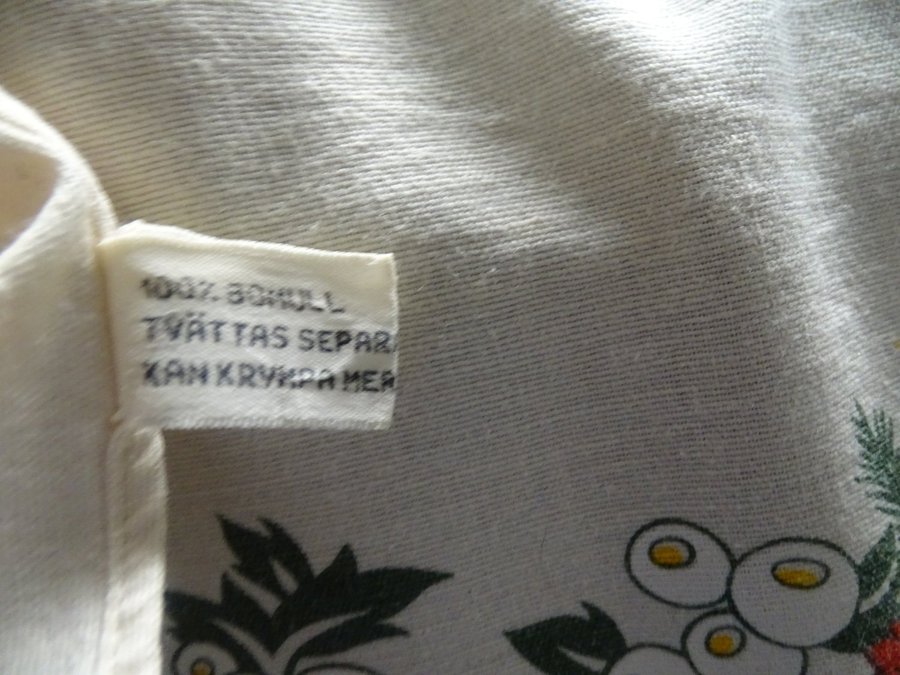 100% BOMULL
TVÄTTAS SEPAR
KAN KRYMPA MER